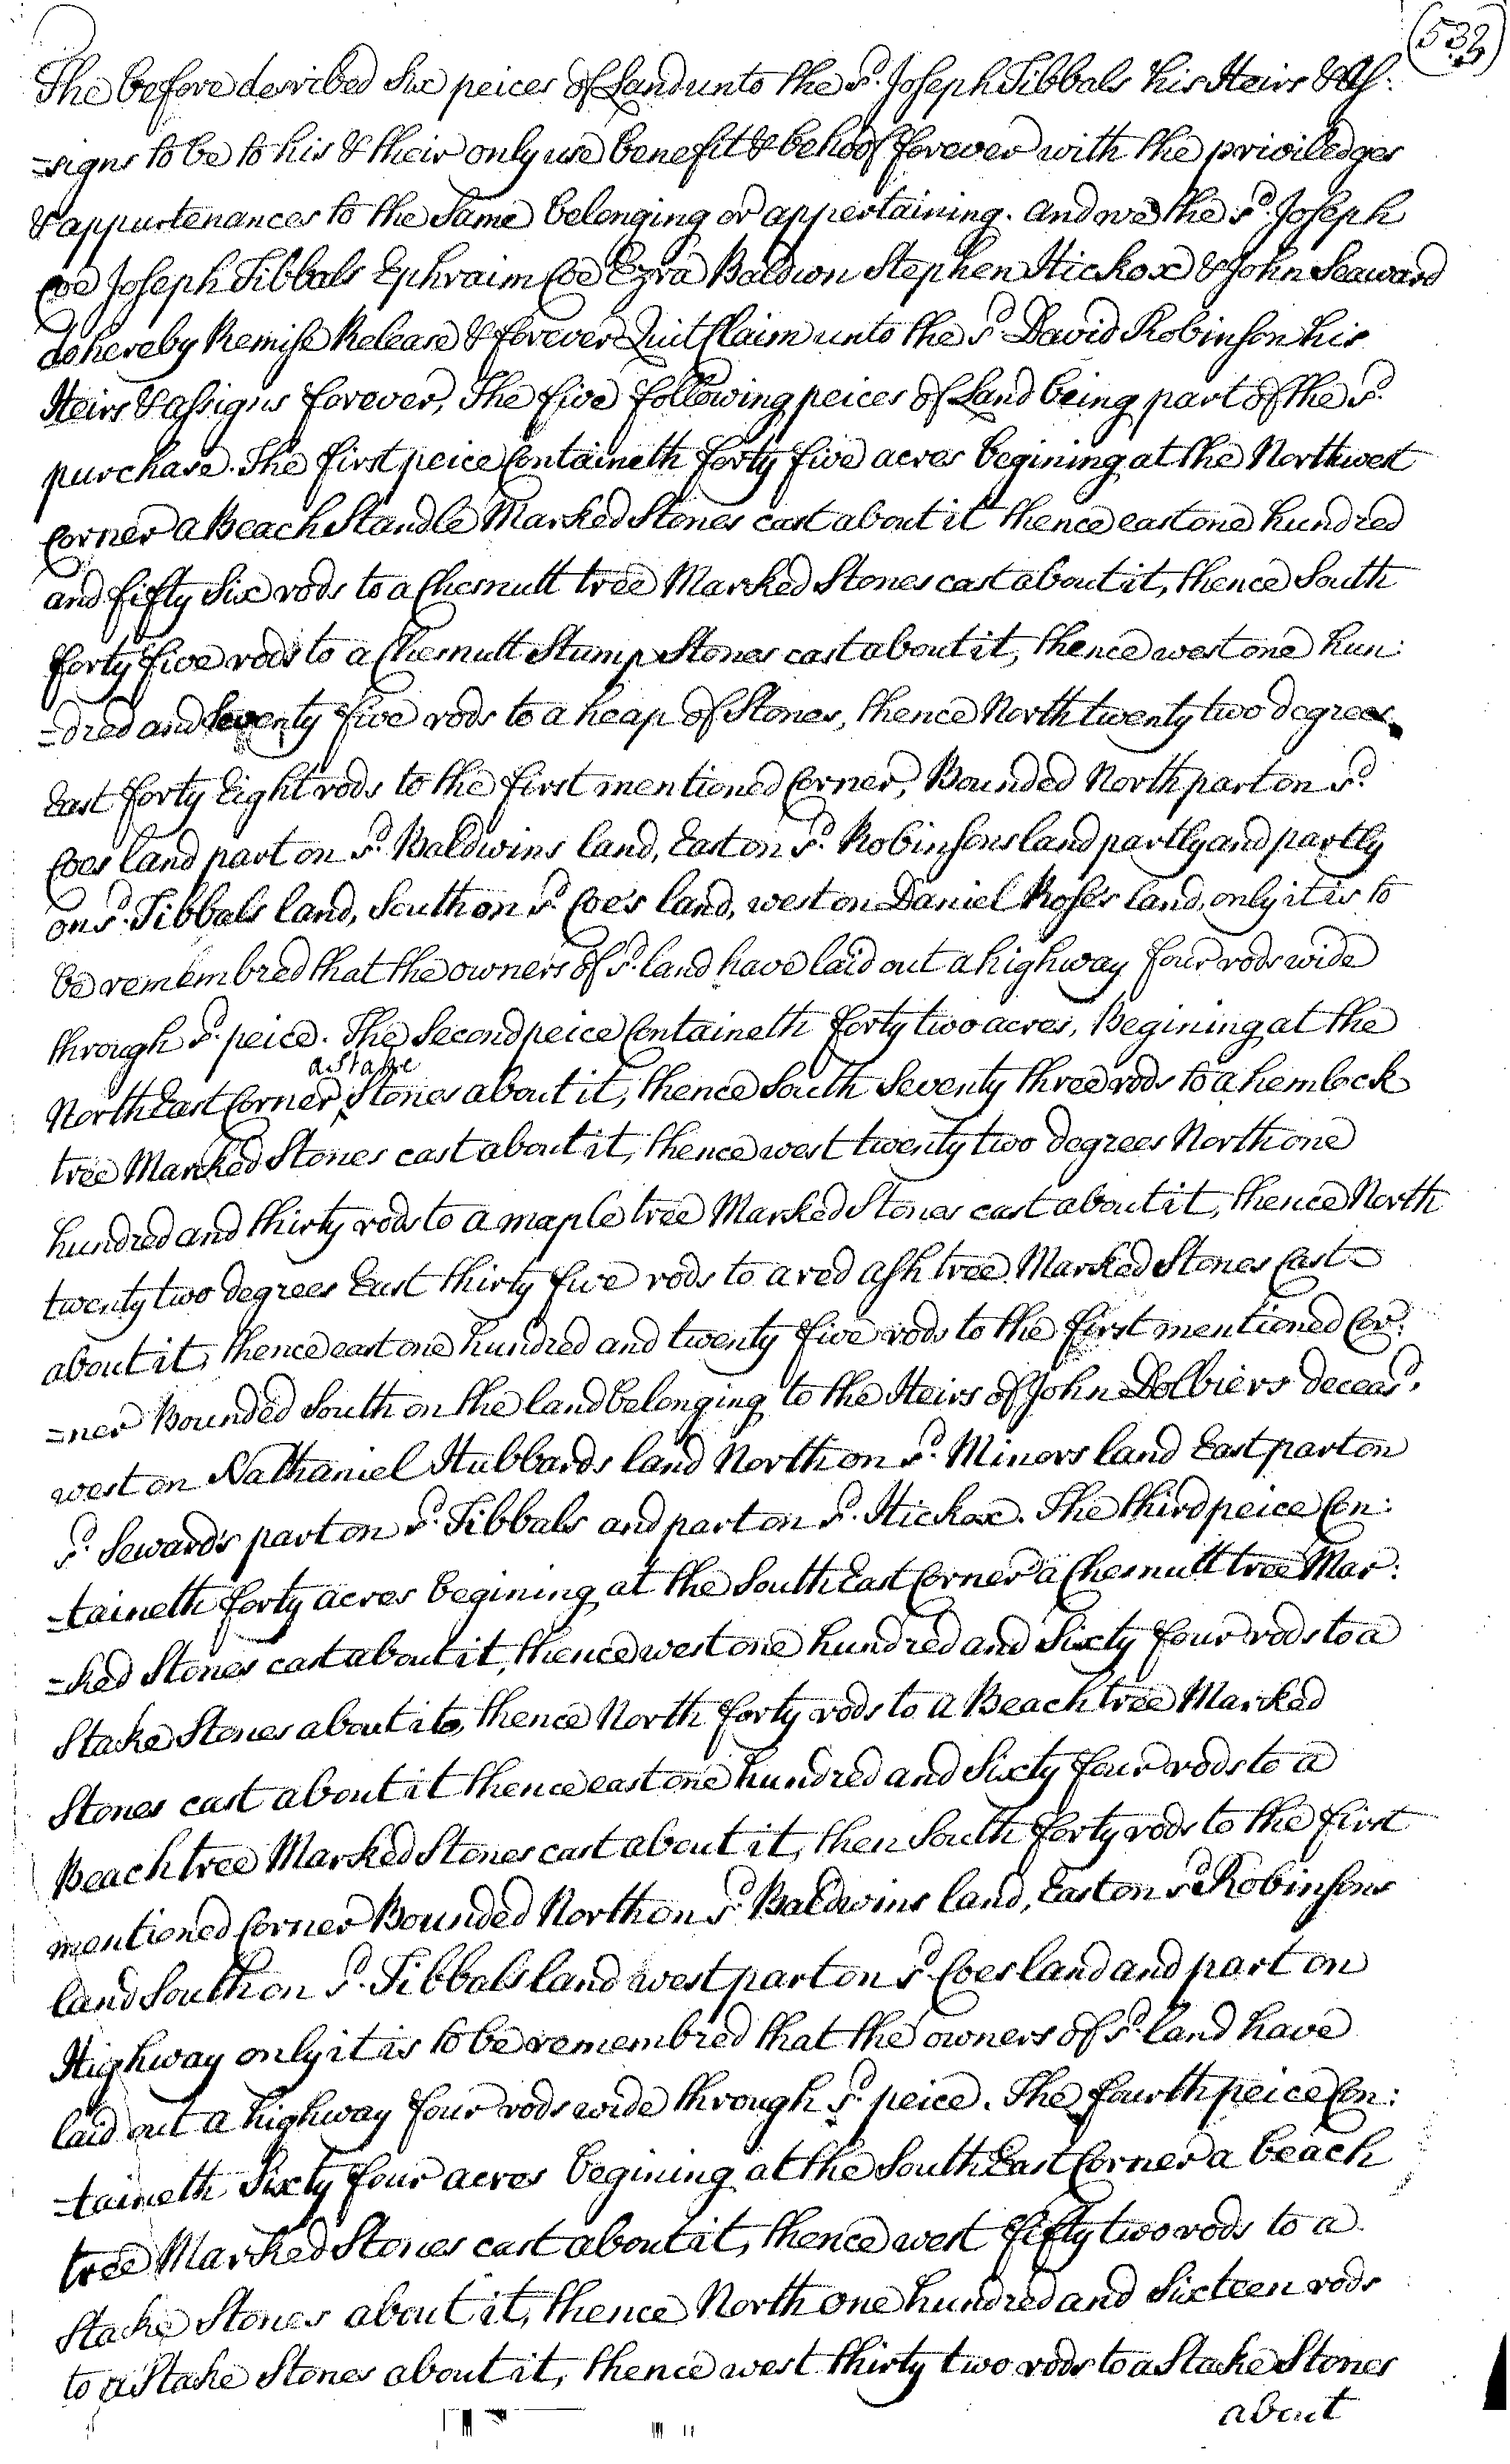 (532)
The before desribed Six peices of Land unto the sd. Joseph Tibbals his Heirs & As:
=signs to be to his & their only use benefit & behoof forever with the priviledges
& appurtenances to the Same belonging or appertaining. and we the sd. Joseph
Coe Joseph Tibbals Ephraim Coe Ezra Baldwin Stephen Hickox & John Seaward
do hereby Remise Release & forever Quit Claim unto the sd David Robinson his
Heirs & assigns forever, The five following peices of Land being part of the sd.
purchase. The first peice Containeth forty five acres begining at the Northwest
Corner a Beach Standle Marked Stones cast about it thence east one hundred
and fifty Six rods to a Chesnutt tree Marked Stones cast about it, thence South
forty five rods to a Chesnutt Stump Stones cast about it, thence west one hun:
=dred and Seventy five rods to a heap of Stones, thence North twenty two degrees
East forty Eight rods to the first mentioned Corner, Bounded North part on sd.
Coes land part on sd. Baldwins land, East on sd. Robinsons land partly and partly
on sd. Tibbals land, South on sd. Coe's land, west on Daniel Roses land, only it is to
be remembred that the owners of sd. land have laid out a highway four rods wide
through sd. peice. The Second peice Containeth forty two acres, Begining at the
a Stake
North East Corner ‸ Stones about it, thence South Seventy three rods to a hemlock
tree Marked Stones cast about it, thence west twenty two degrees North one
hundred and thirty rods to a maple tree Marked Stones cast about it, thence North
twenty two degrees East thirty five rods to a red ash tree Marked Stones Cast
about it, thence east one hundred and twenty five rods to the first mentioned Cor:
=ner Bounded South on the land belonging to the Heirs of John Dolbiers deceasd.
west on Nathaniel Hubbards land North on sd. Minors land East part on
sd. Seward's part on sd. Tibbals and part on sd. Hickox. The third peice Con:
=taineth forty acres begining at the South East Corner a Chesnutt tree Mar:
=ked Stones cast about it, thence west one hundred and Sixty four rods to a
Stake Stones about it, thence North forty rods to a Beach tree Marked
Stones cast about it thence east one hundred and Sixty four rods to a
Beach tree Marked Stones cast about it, then South forty rods to the first
mentioned Corner Bounded North on sd. Baldwins land, East on sd Robinsons
land South on sd. Tibbals land west part on sd. Coes land and part on
Highway only it is to be remembred that the owners of sd. land have
laid out a highway four rods wide through sd. peice. The fourth peice Con:
=taineth Sixty four acres begining at the South East Corner a beach
tree Marked Stones cast about it, thence west fifty two rods to a
Stake Stones about it, thence North one hundred and Sixteen rods
to a Stake Stones about it, thence west thirty two rods to a Stake Stones
about